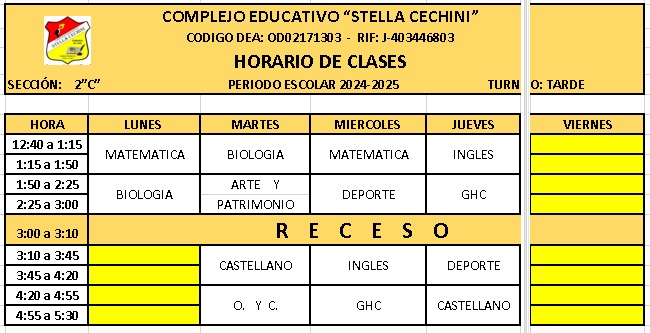 STELLA CECHINI
COMPLEJO EDUCATIVO “STELLA CECHINI”
CODIGO DEA: OD02171303 - RIF: J-403446803
HORARIO DE CLASES
SECCIÓN: 2”C” PERIODO ESCOLAR 2024-2025 TURN O: TARDE
HORA LUNES MARTES MIERCOLES JUEVES VIERNES
12:40 a 1:15
MATEMATICA BIOLOGIA MATEMATICA INGLES
1:15 a 1:50
1:50 a 2:25 ARTE Y
BIOLOGIA DEPORTE GHC
2:25 a 3:00 PATRIMONIO
3:00 a 3:10 R E C E S O
3:10 a 3:45
CASTELLANO INGLES DEPORTE
3:45 a 4:20
4:20 a 4:55
O. Y C. GHC CASTELLANO
4:55 a 5:30